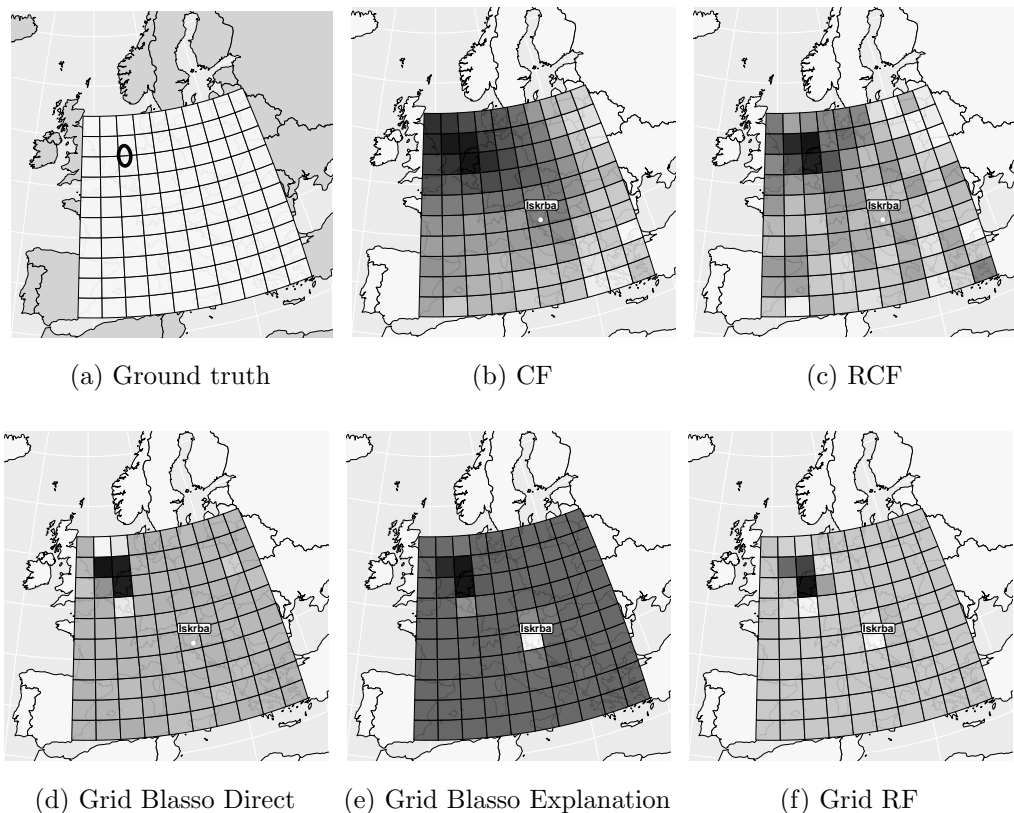 Iskrba
Iskrba
(a) Ground truth
(b) CF
(c) RCF
Iskrba
Iskrba
Iskrba
(d) Grid Blasso Direct
(e) Grid Blasso Explanation
(f) Grid RF